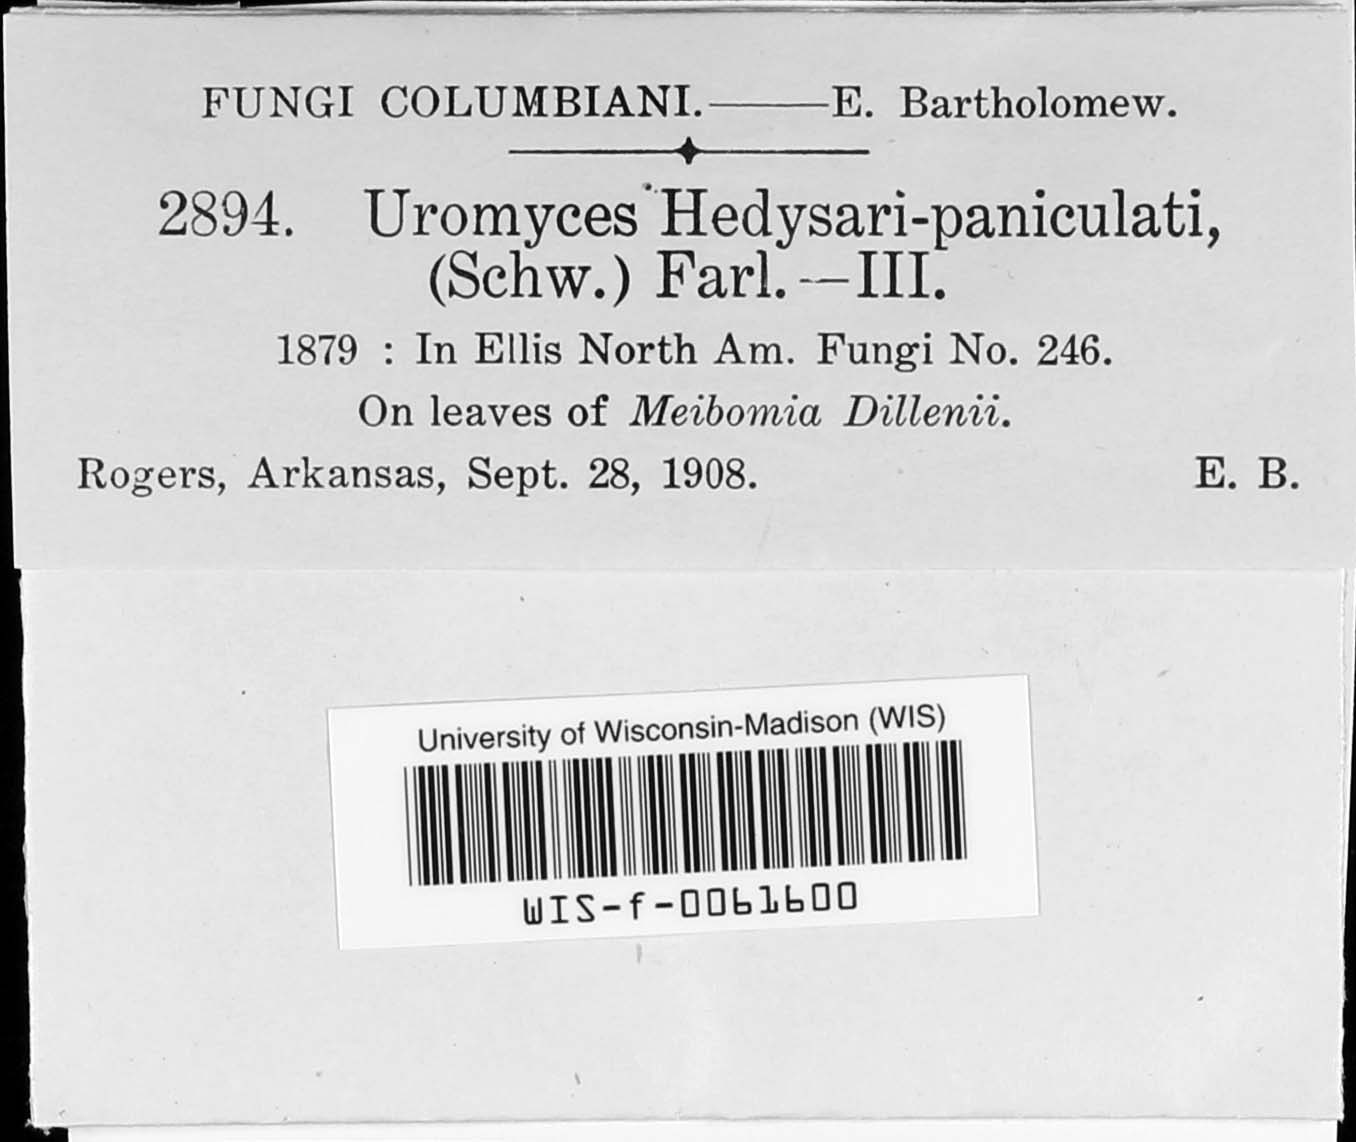 FUNGI COLUMBIANI.——E. Bartholomew.
2894. Uromyces Hedysari-paniculati,
(Schw.) Farl.—III.
1879 : In Ellis North Am. Fungi No. 246.
On leaves of Meibomia Dillenii.
Rogers, Arkansas, Sept. 28, 1908. E. B.
University of Wisconsin-Madison (WIS)
WIS-f-0061600